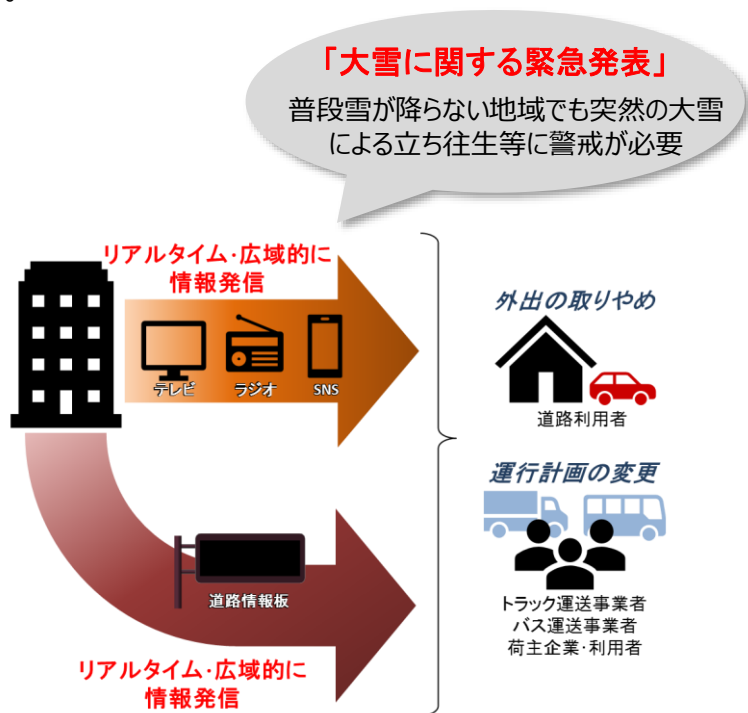 「大雪に関する緊急発表」
普段雪が降らない地域でも突然の大雪
による立ち往生等に警戒が必要
リアルタイム・広域的に
情報発信
テレビ
ラジオ
SNS
外出の取りやめ
道路利用者
運行計画の変更
トラック運送事業者
バス運送事業者
荷主企業・利用者
道路情報板
リアルタイム・広域的に
情報発信